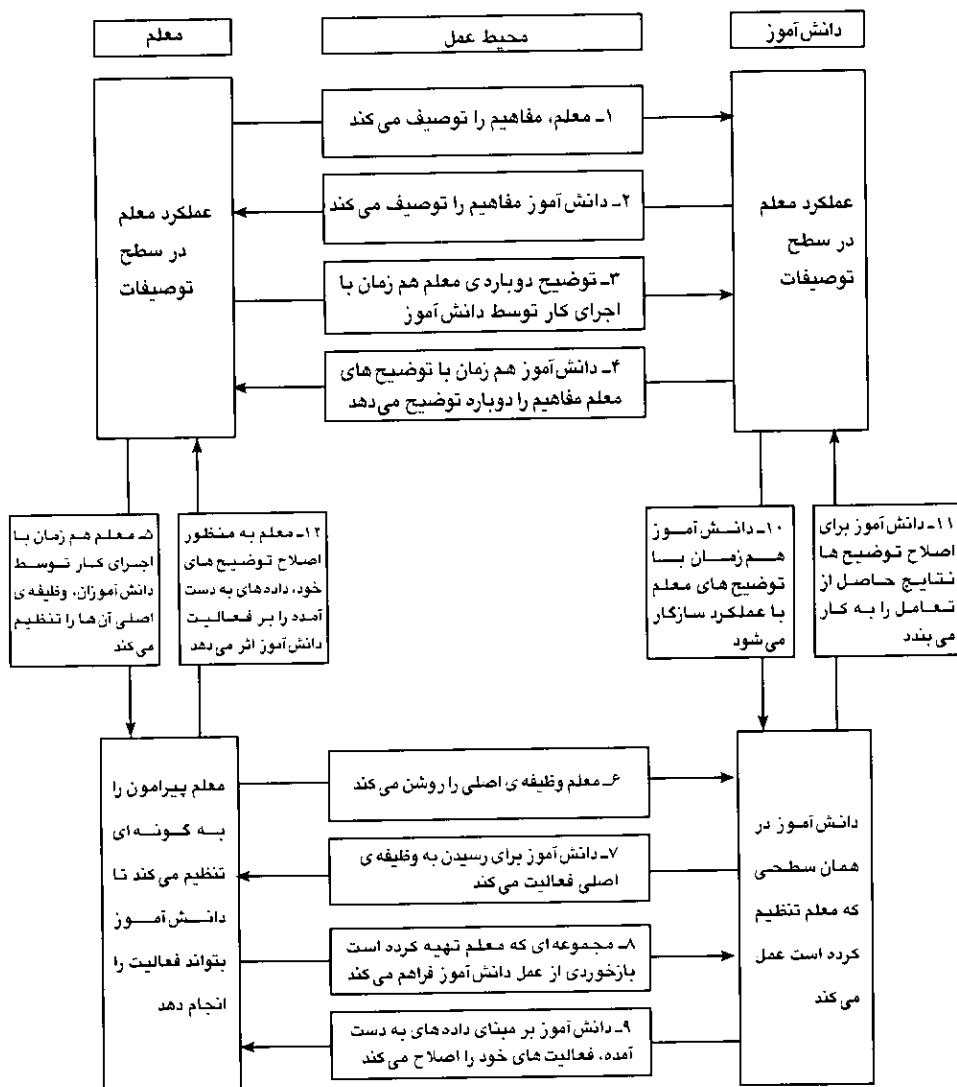 دانش‌آموز
محیط عمل
معلم
۱ـ معلم، مفاهیم را توصیف می‌کند
۲ـ دانش‌آموز مفاهیم را توصیف می‌کند
۳ـ توضیح دوباره‌ی معلم هم زمان با
اجرای کار توسط دانش‌آموز
۴ـ دانش‌آموز هم زمان با توضیح های
معلم مفاهیم را دوباره توضیح می‌دهد
عملکرد معلم
در سطح
توصیفات
عملکرد معلم
در سطح
توصیفات
۱۱ـ دانش‌آموز برای
اصلاح توضیح ها
نتایج حاصل از
تعامل را به کار
می‌بندد
۱۰ـ دانـش‌آمـوز
هـم‌زمـان بـا
توضیح های معلم
با عملکرد سازگار
می‌شود
۱۲ـ معلم به منظور
اصلاح توضیح های
خود، داده‌های به دست
آمده را بر فعالیت
دانش‌آموز اثر می‌دهد
۵ـ معلم هم زمان با
اجرای کار توسط
دانش‌آموزان، وظیفه‌ی
اصلی آن ها را تنظیم
می‌کند
۶ـ معلم وظیفه‌ی اصلی را روشن می‌کند
۷ـ دانش‌آموز برای رسیدن به وظیفه‌ی
اصلی فعالیت می‌کند
۸ـ مجموعه‌ای که معلم تهیه کرده است
بازخوردی از عمل دانش‌آموز فراهم می‌کند
۹ـ دانش‌آموز بر مبنای داده‌های به دست
آمده، فعالیت های خود را اصلاح می‌کند
دانش‌آمـوز در
همان سطحی
که معلم تنظیم
کرده است عمل
می‌کند
معلم پیرامون را
به گـونـه‌ای
تنظیم می‌کند تا
دانـــش‌آمـــوز
بتواند فعالیت را
انجام دهد